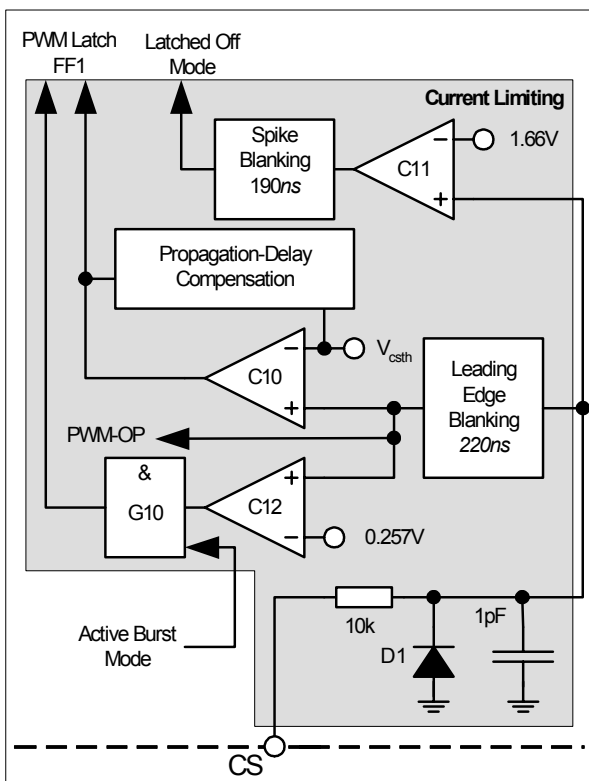 PWM Latch
FF1
Latched Off
Mode
Current Limiting
Spike
Blanking
190ns
C11
1.66V
Propagation-Delay
Compensation
C10
Vcsth
Leading
Edge
Blanking
220ns
PWM-OP
&
G10
C12
0.257V
Active Burst
Mode
10k
D1
1pF
CS